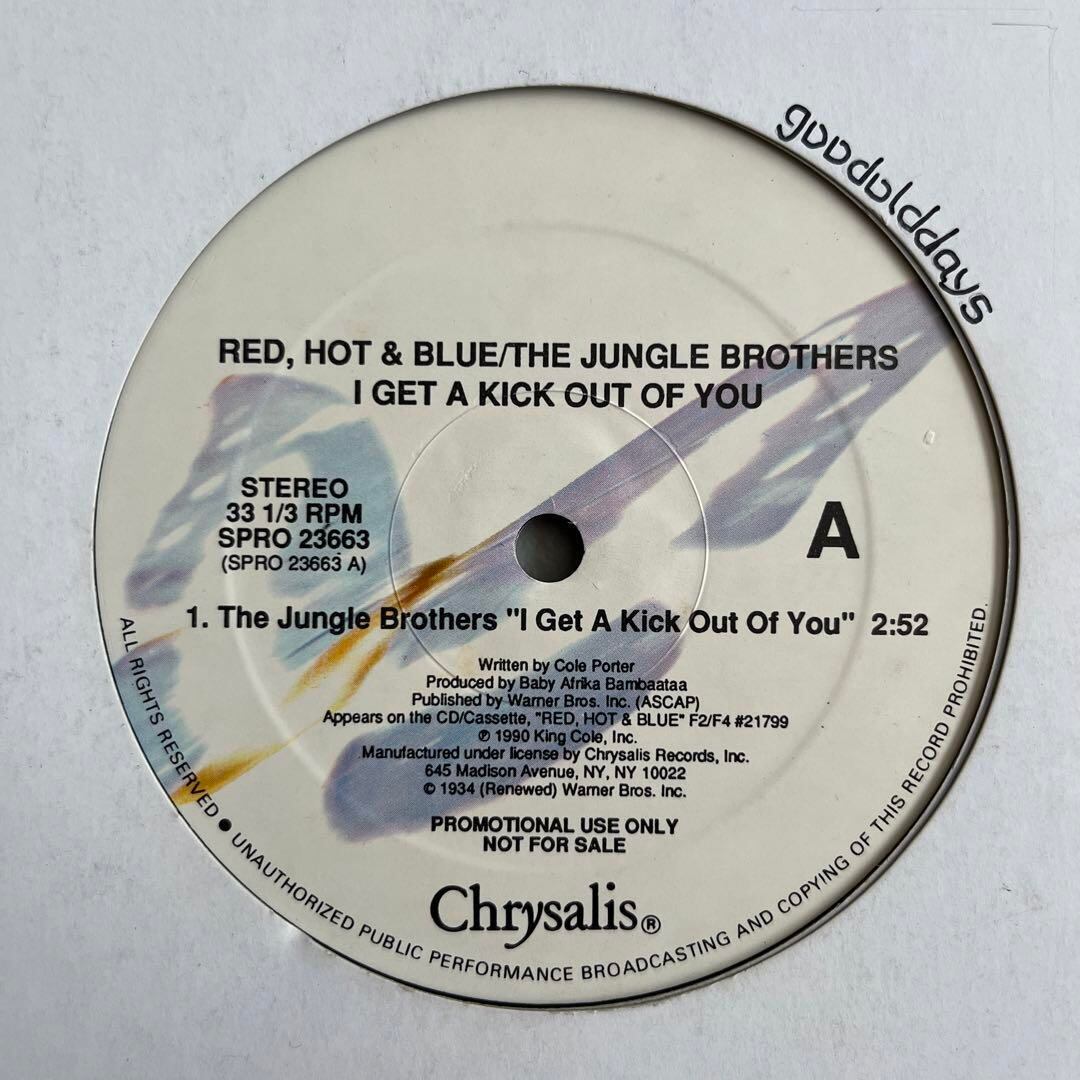 goodolddays
RED, HOT & BLUE/THE JUNGLE BROTHERS
I GET A KICK OUT OF YOU
STEREO
33 1/3 RPM
SPRO 23663
(SPRO 23663 A)
A
1. The Jungle Brothers "I Get A Kick Out Of You" 2:52
Written by Cole Porter
Produced by Baby Afrika Bambaataa
Published by Warner Bros. Inc. (ASCAP)
Appears on the CD/Cassette, "RED, HOT & BLUE" F2/F4 #21799
℗ 1990 King Cole, Inc.
Manufactured under license by Chrysalis Records, Inc.
645 Madison Avenue, NY, NY 10022
© 1934 (Renewed) Warner Bros. Inc.
PROMOTIONAL USE ONLY
NOT FOR SALE
Chrysalis®
ALL RIGHTS RESERVED ● UNAUTHORIZED PUBLIC PERFORMANCE BROADCASTING AND COPYING OF THIS RECORD PROHIBITED.